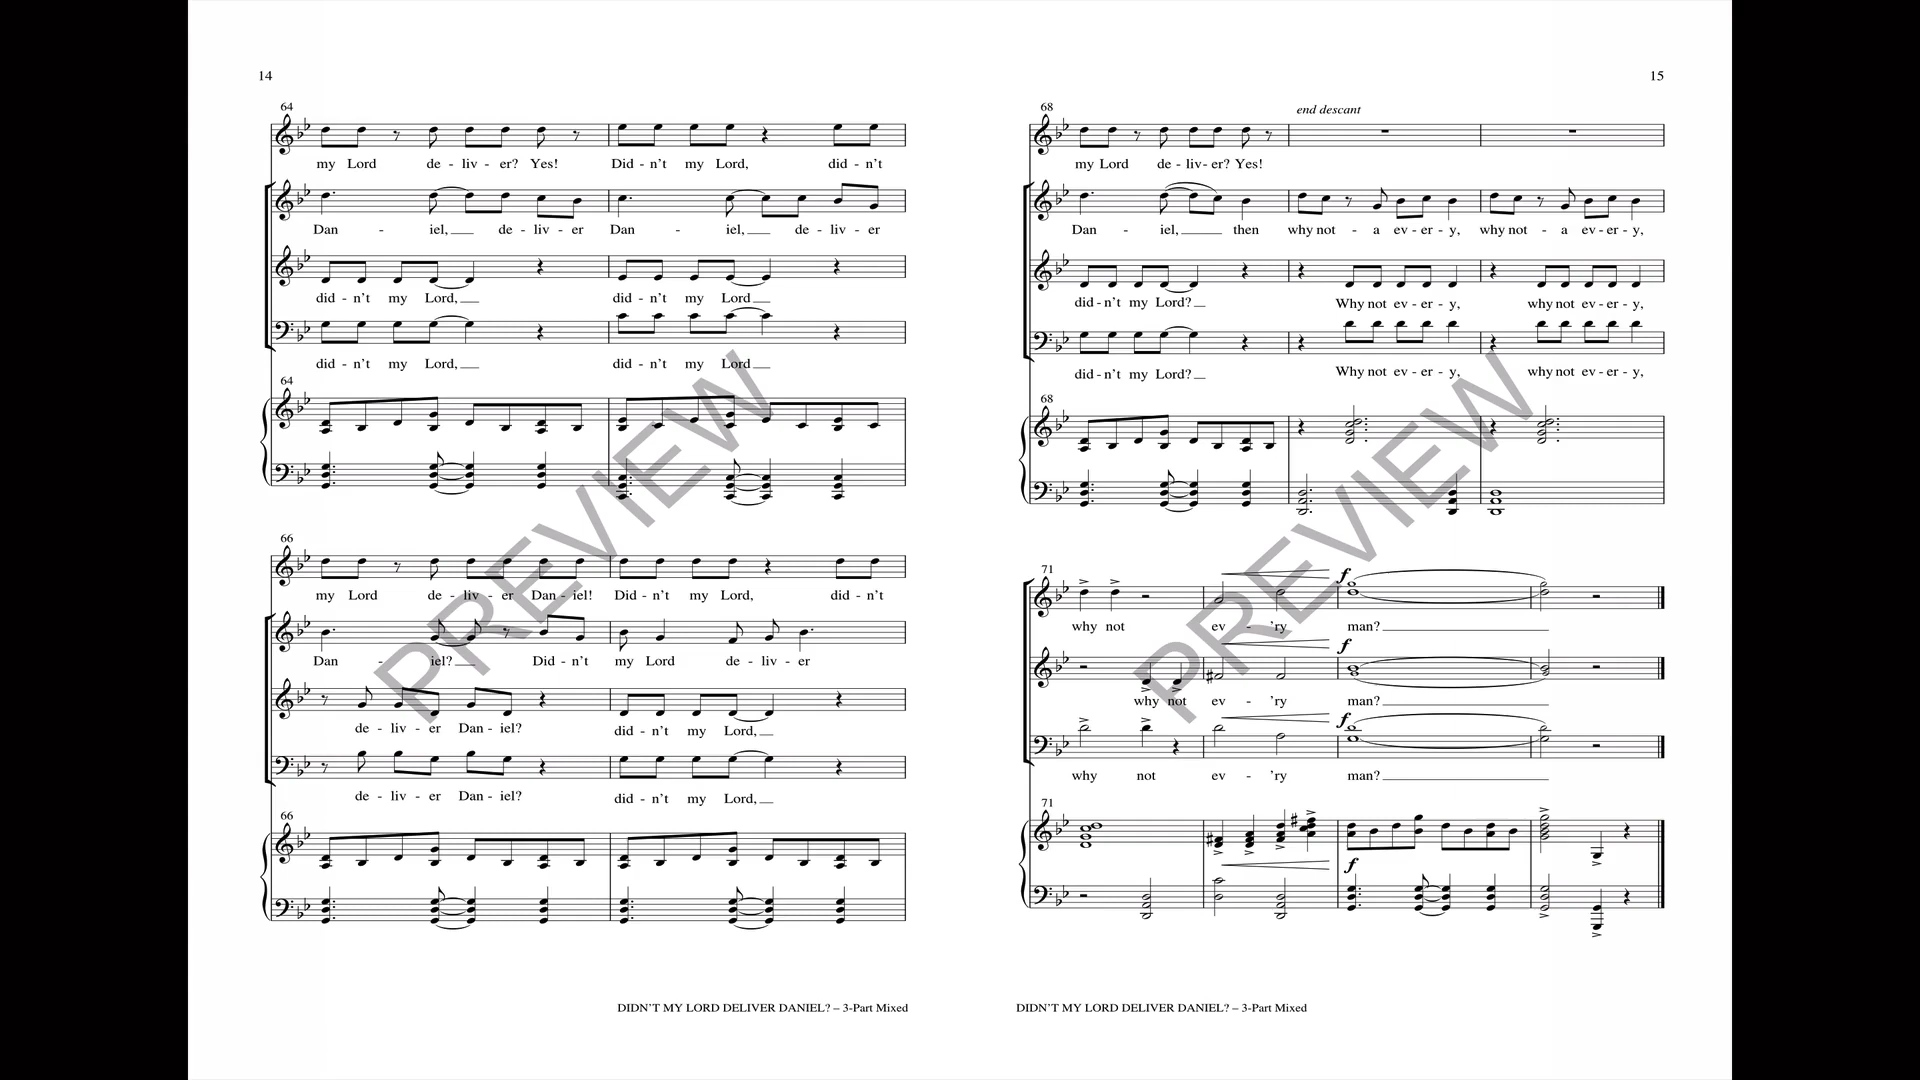 14
64
my Lord de - liv - er? Yes! Did - n't my Lord, did - n't
Dan - iel, de - liv - er Dan - iel, de - liv - er
did - n't my Lord, did - n't my Lord
did - n't my Lord, did - n't my Lord
64
66
my Lord de - liv - er Dan - iel! Did - n't my Lord, did - n't
Dan - iel? Did - n't my Lord de - liv - er
de - liv - er Dan - iel? did - n't my Lord,
de - liv - er Dan - iel? did - n't my Lord,
66
PREVIEW
DIDN'T MY LORD DELIVER DANIEL? – 3-Part Mixed
15
68
end descant
my Lord de - liv - er? Yes!
Dan - iel, then why not - a ev - er - y, why not - a ev - er - y,
did - n't my Lord? Why not ev - er - y, why not ev - er - y,
did - n't my Lord? Why not ev - er - y, why not ev - er - y,
68
71
f
why not ev - 'ry man?
f
why not ev - 'ry man?
f
why not ev - 'ry man?
71
f
PREVIEW
DIDN'T MY LORD DELIVER DANIEL? – 3-Part Mixed